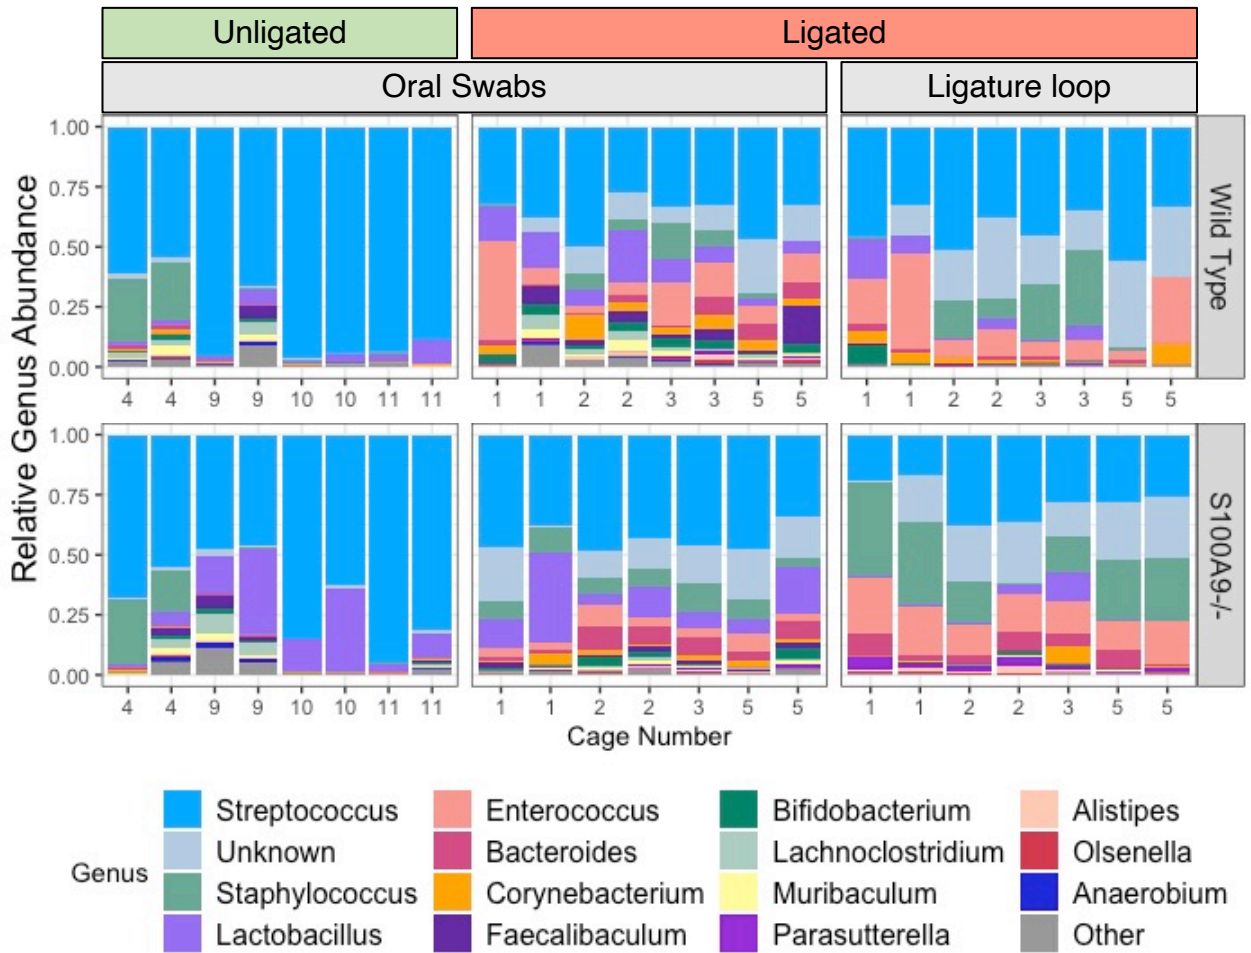 Unligated
Ligated
Oral Swabs
Ligature loop
Relative Genus Abundance
1.00
0.75
0.50
0.25
0.00
Wild Type
4 4 9 9 10 10 11 11
1 1 2 2 3 3 5 5
1 1 2 2 3 3 5 5
1.00
0.75
0.50
0.25
0.00
S100A9-/-
4 4 9 9 10 10 11 11
1 1 2 2 3 5 5
1 1 2 2 3 5 5
Cage Number
Genus
Streptococcus
Unknown
Staphylococcus
Lactobacillus
Enterococcus
Bacteroides
Corynebacterium
Faecalibaculum
Bifidobacterium
Lachnoclostridium
Muribaculum
Parasutterella
Alistipes
Olsenella
Anaerobium
Other